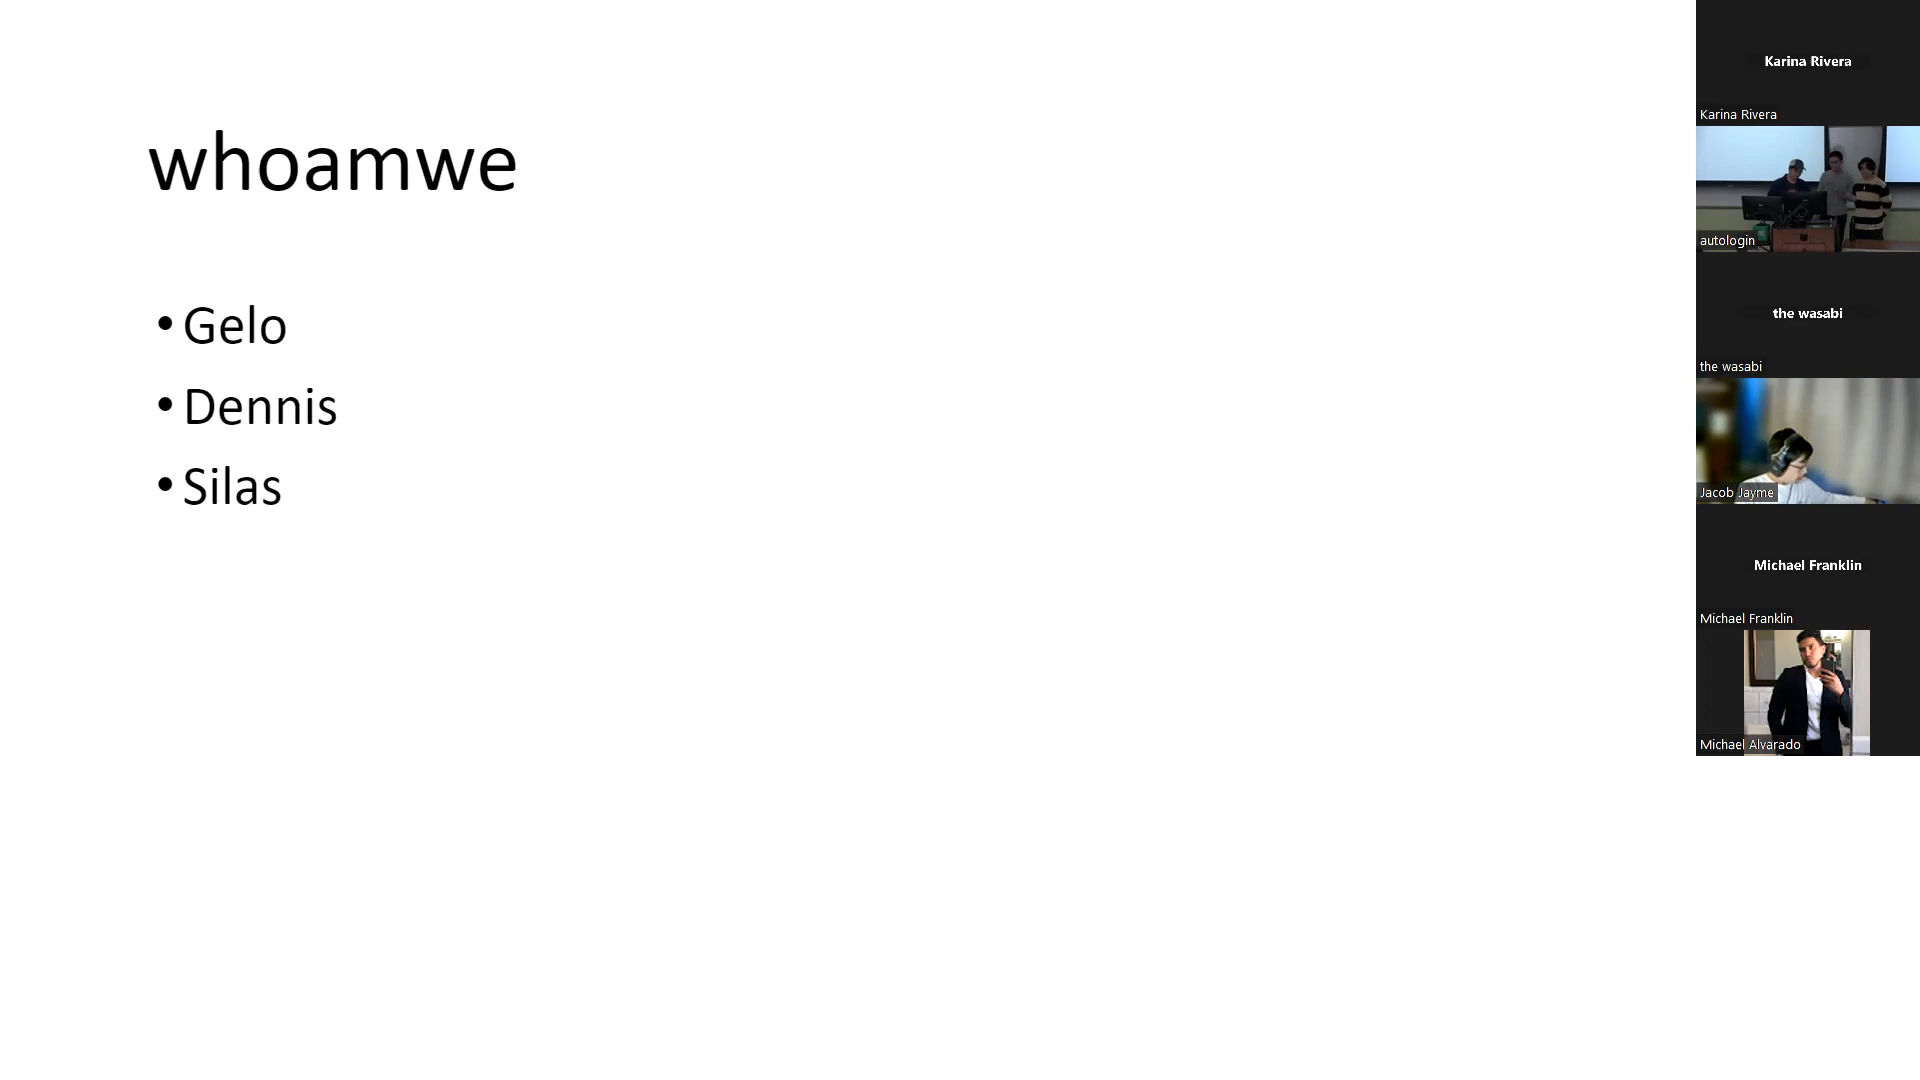 whoamwe
• Gelo
• Dennis
• Silas
Karina Rivera
Karina Rivera
autologin
the wasabi
the wasabi
Jacob Jayme
Michael Franklin
Michael Franklin
Michael Alvarado